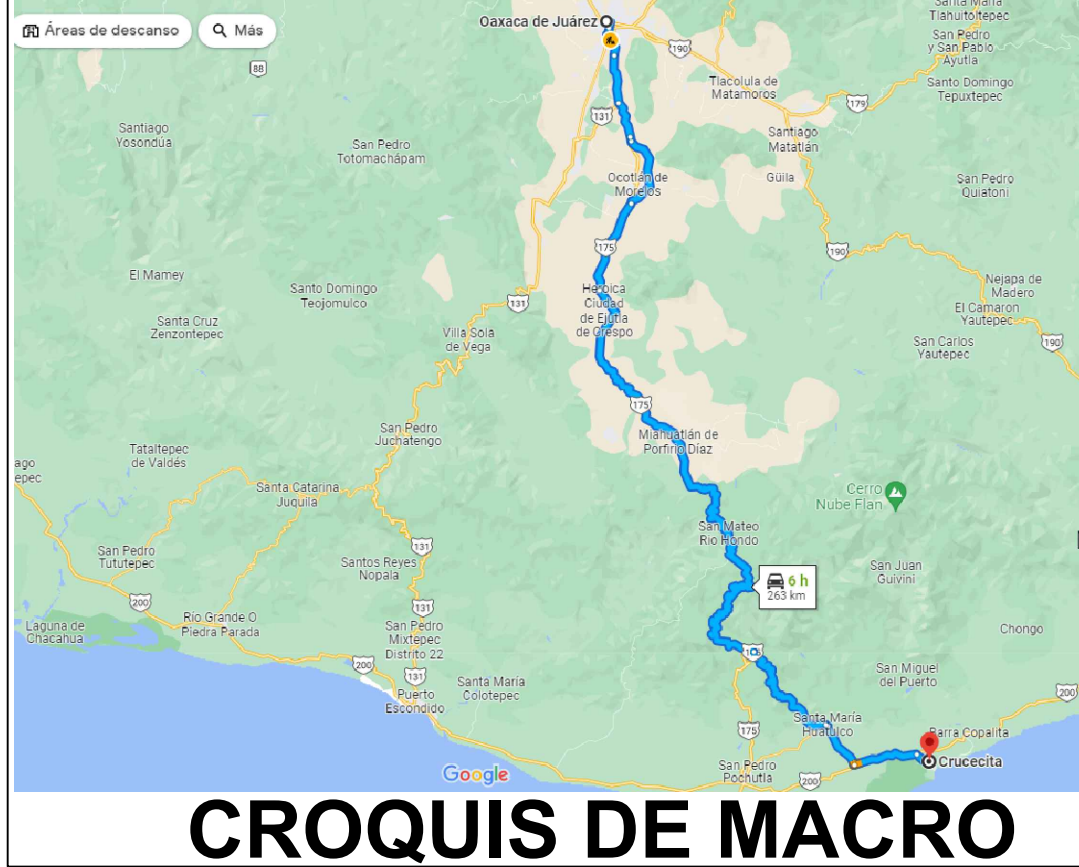 Áreas de descanso
Más
Oaxaca de Juárez
Santa María
Tlahuitoltepec
San Pedro
y San Pablo
Ayutla
Santo Domingo
Tepuxtepec
88
190
Tlacolula de
Matamoros
179
131
Santiago
Yosondúa
San Pedro
Totomachápam
Santiago
Matatlán
Güilá
Ocotlán de
Morelos
San Pedro
Quiatoni
175
190
El Mamey
Santo Domingo
Teojomulco
Heroica
Ciudad
de Ejutla
de Crespo
131
Nejapa de
Madero
El Camaron
Yautepec
Santa Cruz
Zenzontepec
Villa Sola
de Vega
San Carlos
Yautepec
190
175
San Pedro
Juchatengo
Miahuatlán de
Porfirio Díaz
Tataltepec
de Valdés
ago
epec
Santa Catarina
Juquila
Cerro
Nube Flan
San Mateo
Rio Hondo
131
San Pedro
Tututepec
Santos Reyes
Nopala
San Juan
Guivini
6 h
263 km
200
131
Laguna de
Chacahua
Río Grande O
Piedra Parada
San Pedro
Mixtepec
Distrito 22
Chongo
200
131
Santa María
Colotepec
San Miguel
del Puerto
200
Puerto
Escondido
Santa María
Huatulco
175
Barra Copalita
San Pedro
Pochutla
200
Crucecita
Google
CROQUIS DE MACRO